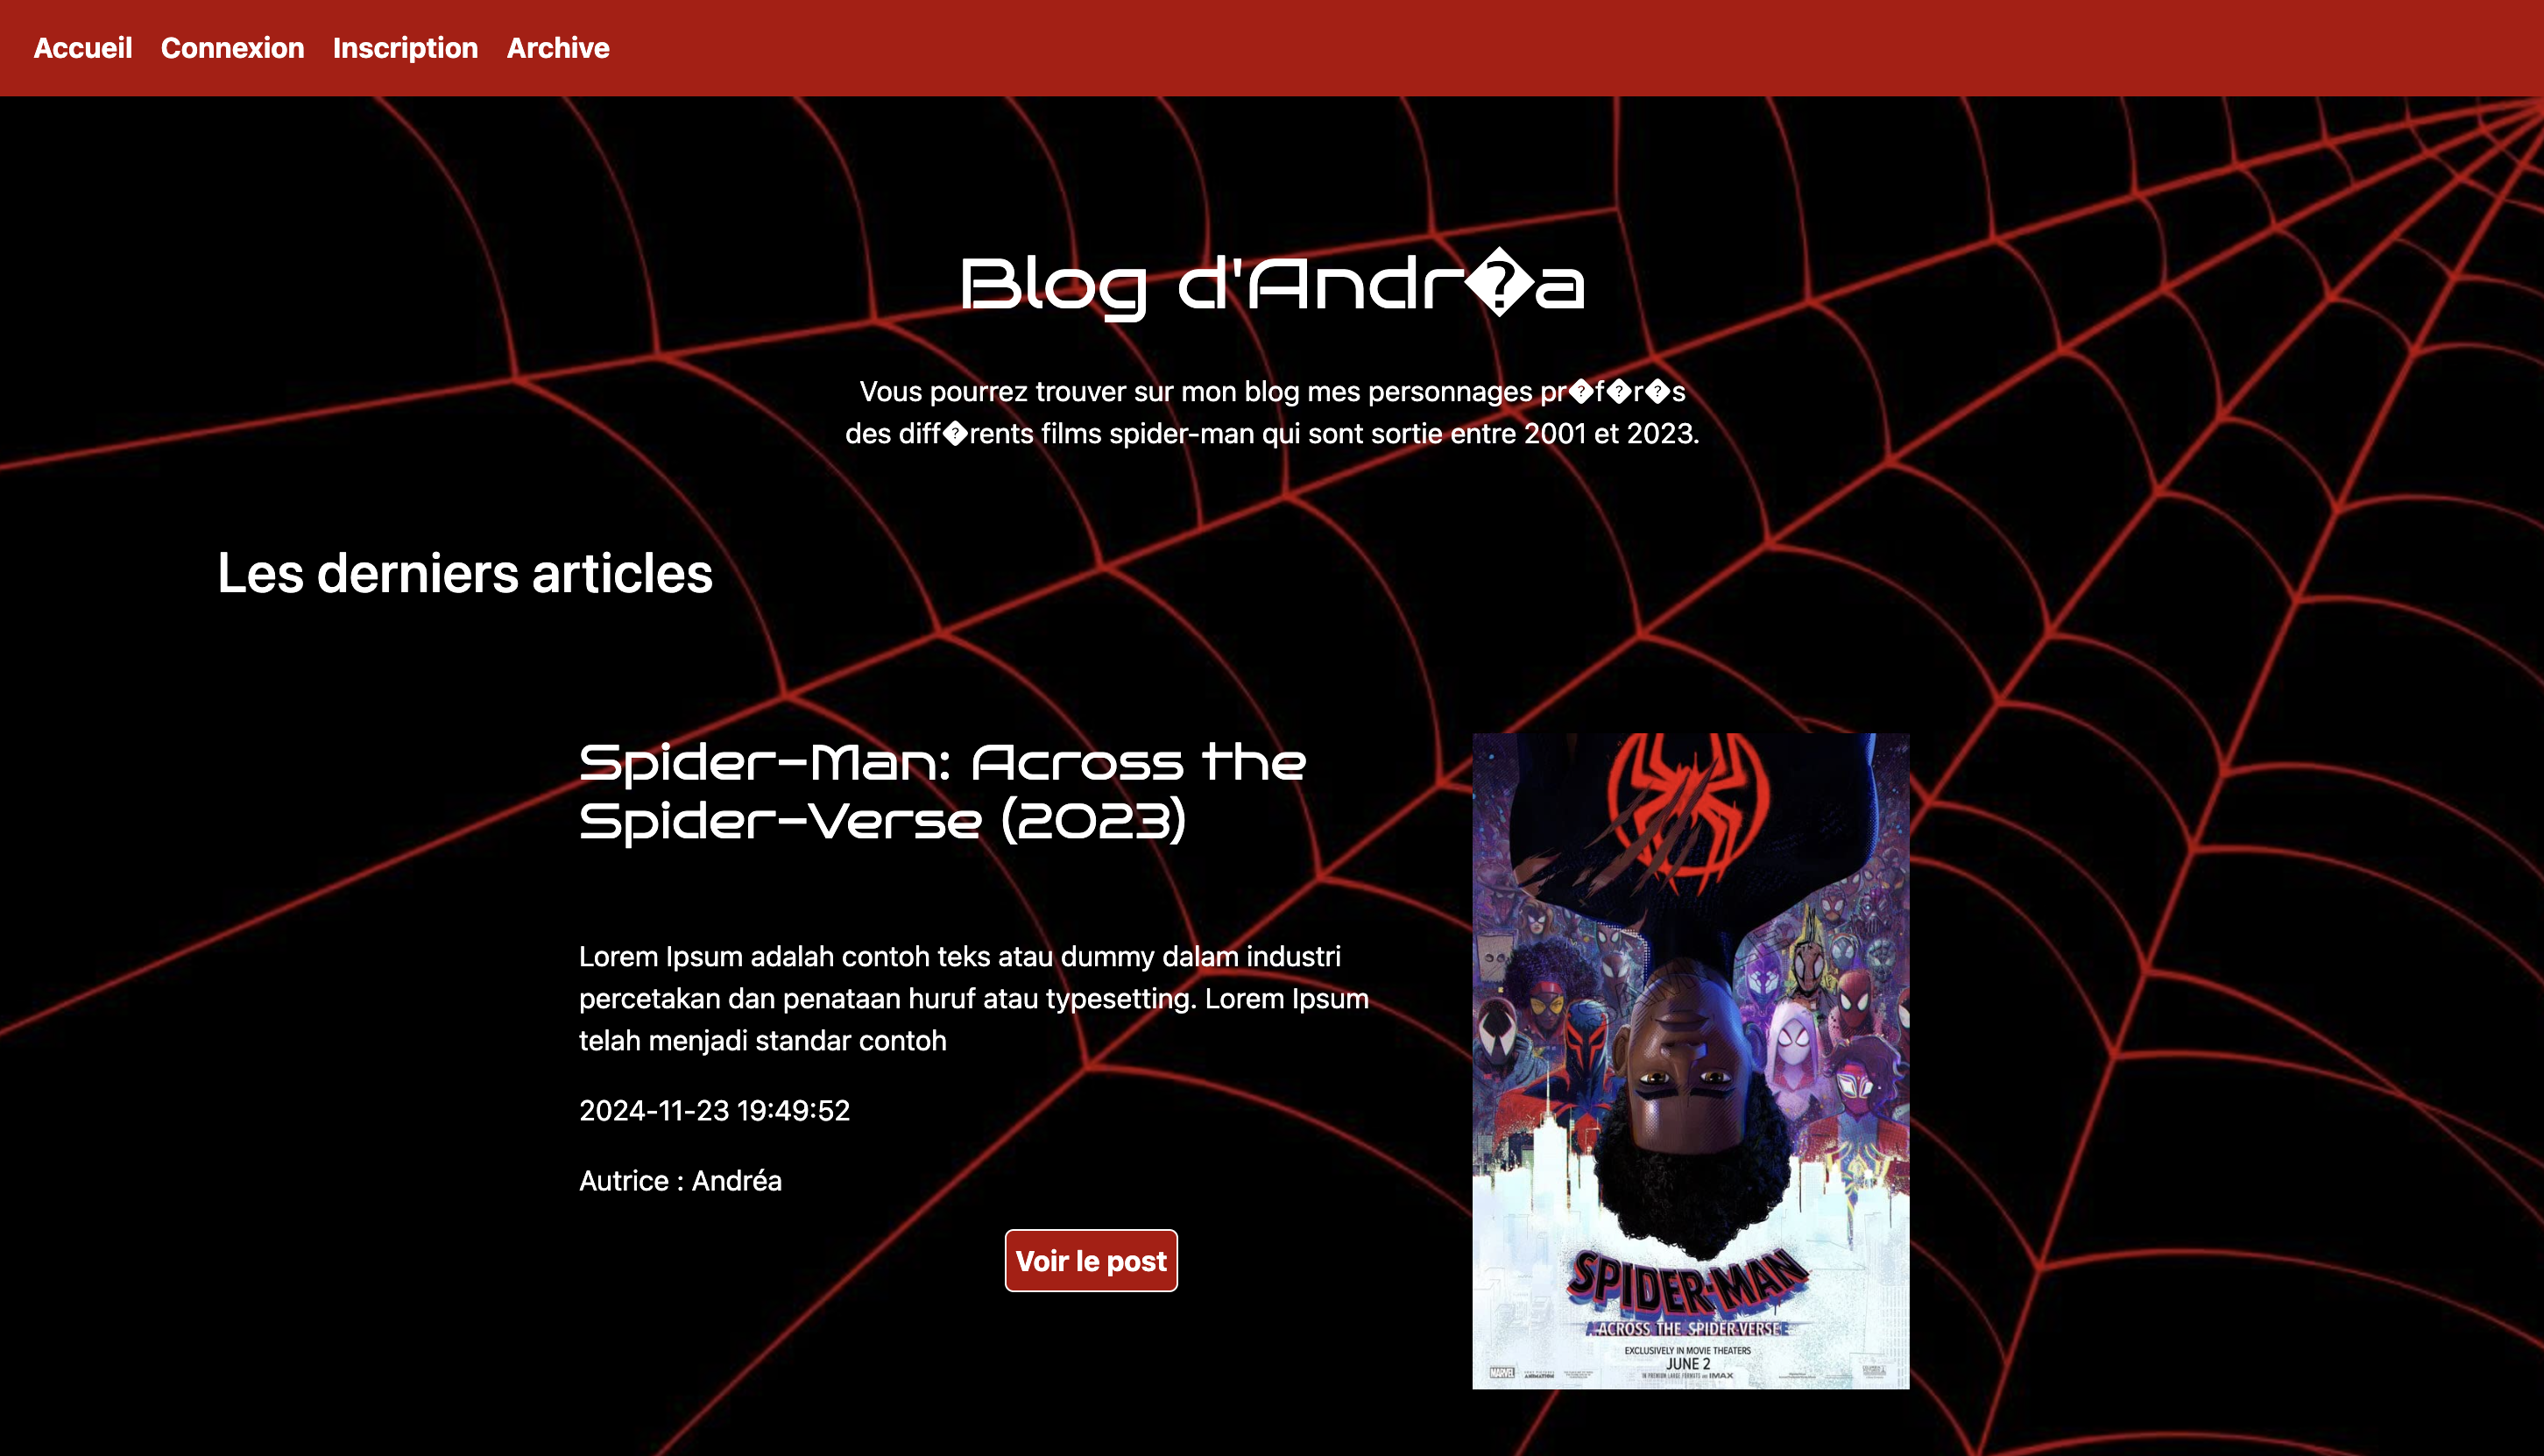 Accueil Connexion Inscription Archive
Blog d'Andr�a
Vous pourrez trouver sur mon blog mes personnages pr�f�r�s
des diff�rents films spider-man qui sont sortie entre 2001 et 2023.
Les derniers articles
Spider-Man: Across the
Spider-Verse (2023)
Lorem Ipsum adalah contoh teks atau dummy dalam industri
percetakan dan penataan huruf atau typesetting. Lorem Ipsum
telah menjadi standar contoh
2024-11-23 19:49:52
Autrice : Andréa
Voir le post
SPIDER-MAN
ACROSS THE SPIDER-VERSE
EXCLUSIVELY IN MOVIE THEATERS
JUNE 2
IN PREMIUM LARGE FORMATS AND IMAX
MARVEL